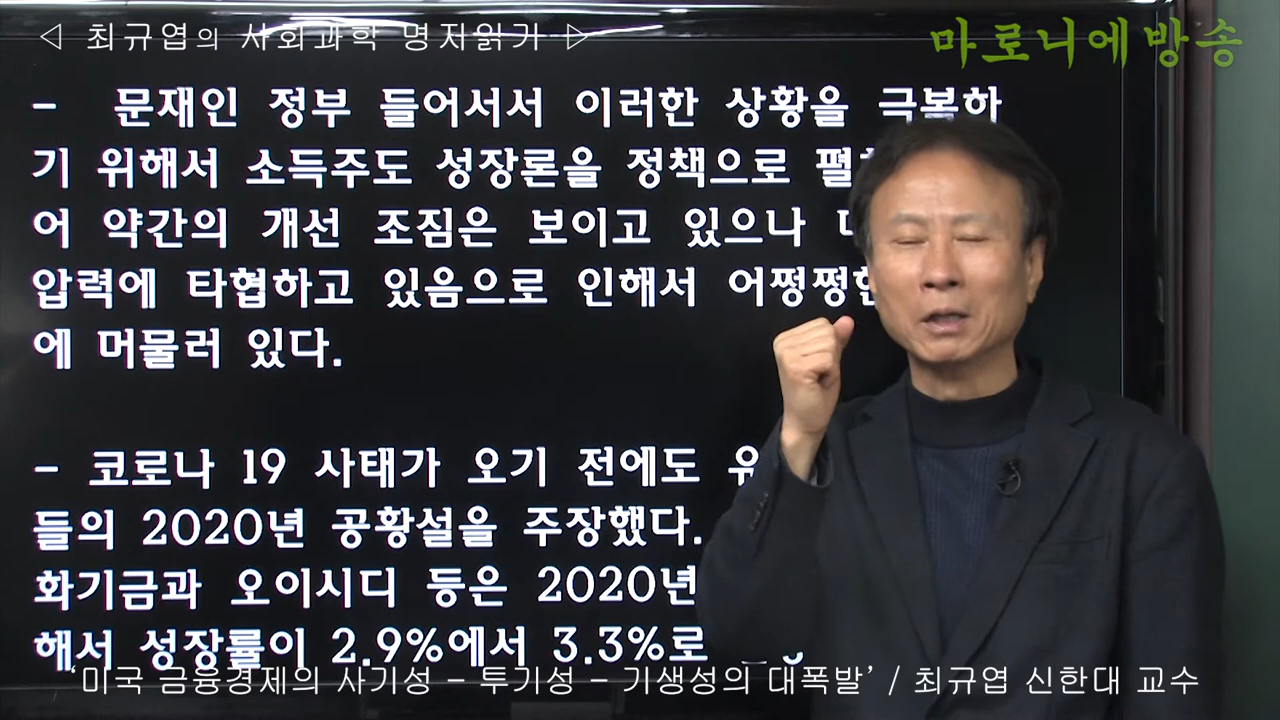 ◁ 최규엽의 사회과학 명저읽기 ▷
마로니에방송
- 문재인 정부 들어서서 이러한 상황을 극복하
기 위해서 소득주도 성장론을 정책으로
어 약간의 개선 조짐은 보이고 있으나
압력에 타협하고 있음으로 인해서
에 머물러 있다.
- 코로나 19 사태가 오기 전에도
들의 2020년 공황설을 주장했다.
화기금과 오이시디 등은 2020년
해서 성장률이 2.9%에서 3.3%로
‘미국 금융경제의 사기성 - 투기성 - 기생성의 대폭발’ / 최규엽 신한대 교수